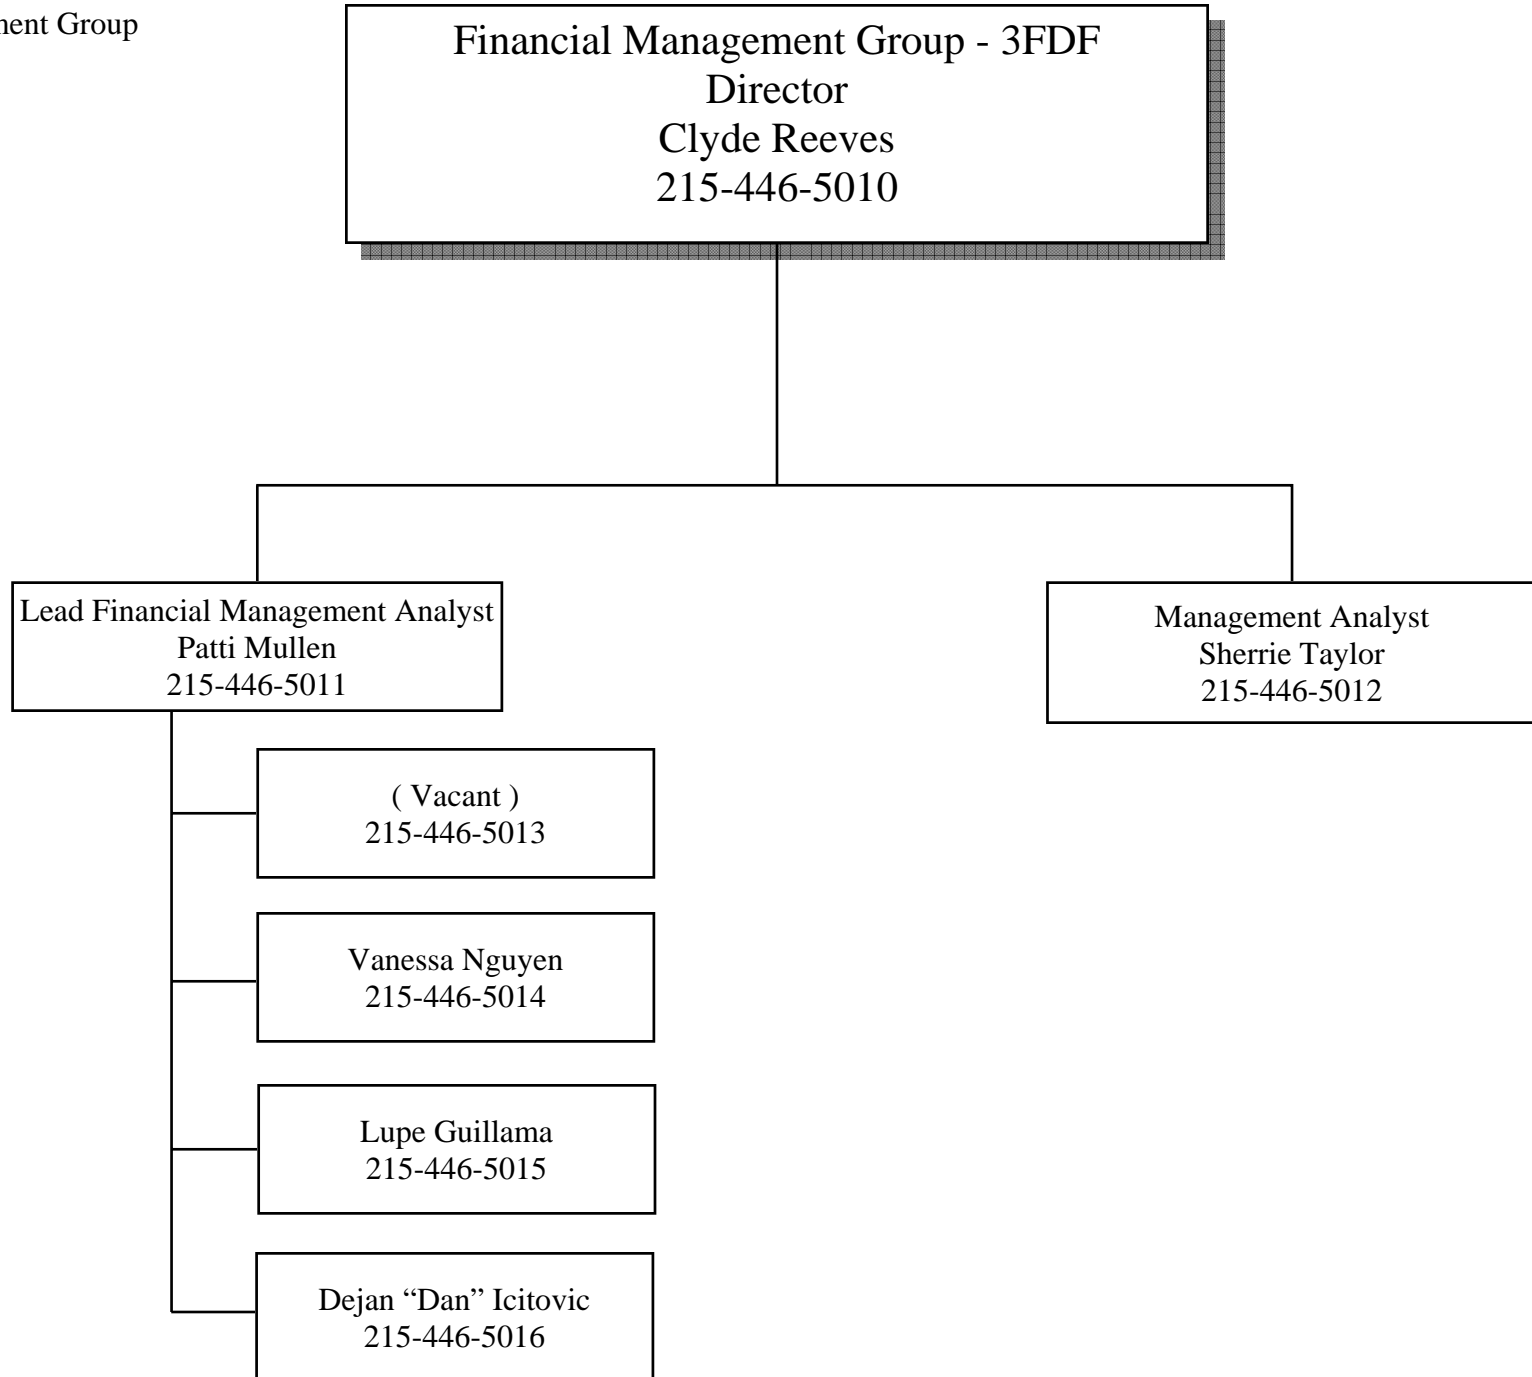 ment Group
Financial Management Group - 3FDF
Director
Clyde Reeves
215-446-5010
Lead Financial Management Analyst
Patti Mullen
215-446-5011
Management Analyst
Sherrie Taylor
215-446-5012
( Vacant )
215-446-5013
Vanessa Nguyen
215-446-5014
Lupe Guillama
215-446-5015
Dejan “Dan” Icitovic
215-446-5016